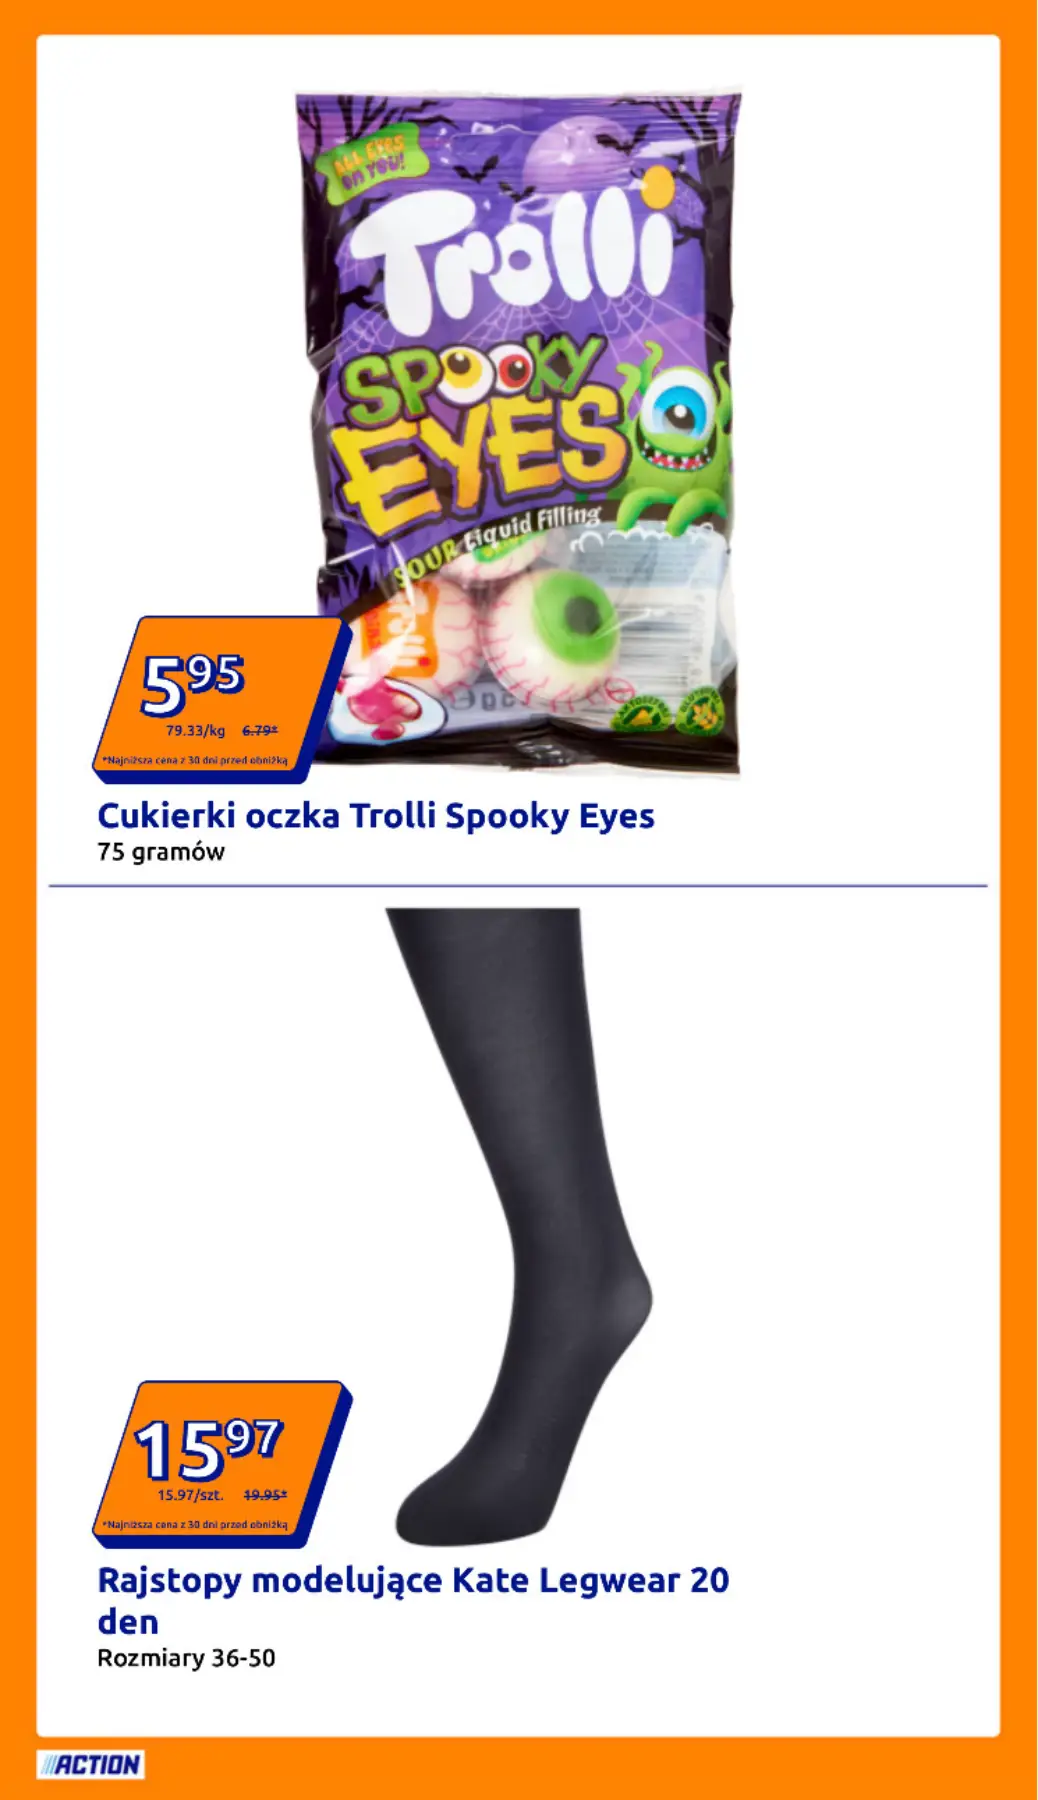 ALL EYES
ON YOU!
Trolli
SPOOKY
EYES
SOUR Liquid Filling
5 95
79.33/kg 6.79*
*Najniższa cena z 30 dni przed obniżką
Cukierki oczka Trolli Spooky Eyes
75 gramów
15 97
15.97/szt. 19.95*
*Najniższa cena z 30 dni przed obniżką
Rajstopy modelujące Kate Legwear 20
den
Rozmiary 36-50
ACTION